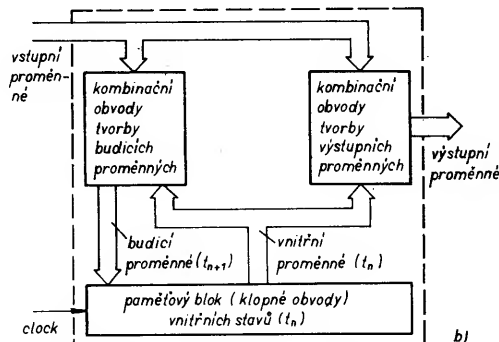 vstupní
proměn-
né
kombinační
obvody
tvorby
budicích
proměnných
kombinační
obvody
tvorby
výstupních
proměnných
výstupní
proměnné
budicí
proměnné (tn+1)
vnitřní
proměnné (tn)
paměťový blok (klopné obvody)
vnitřních stavů (tn)
clock
b)